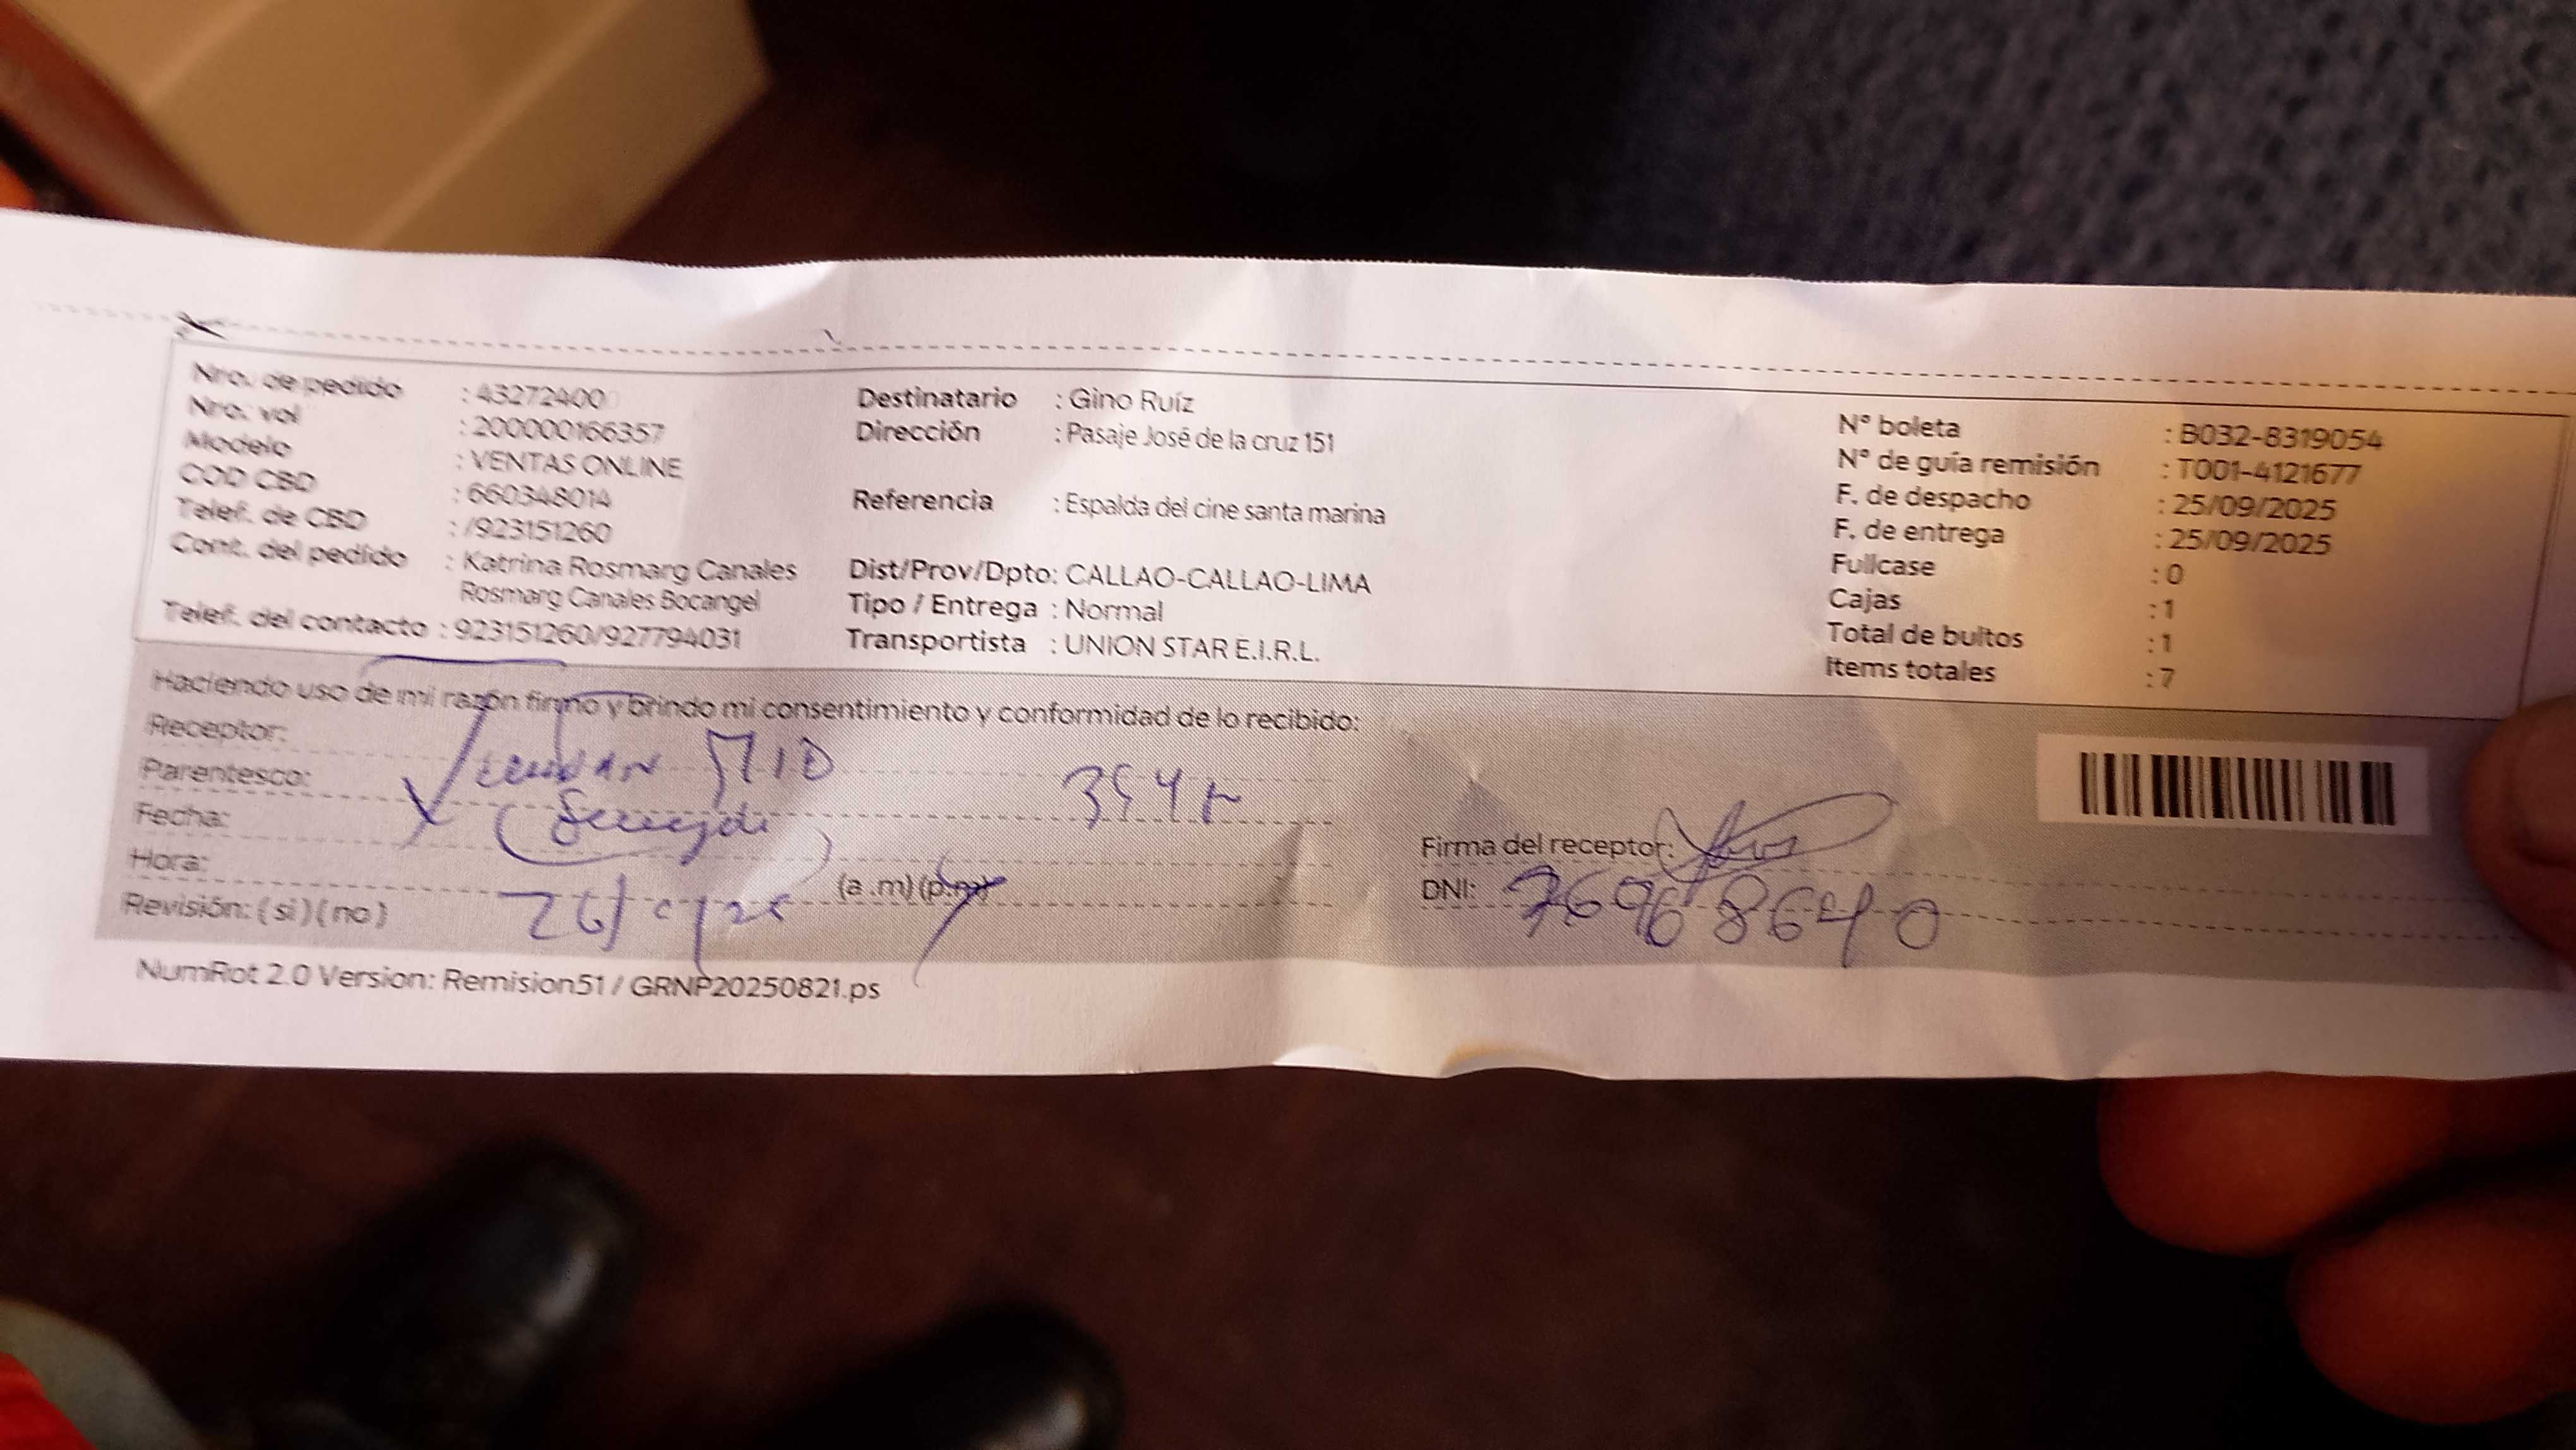 Nro. de pedido : 43272400
Nro. vol : 200000166357
Modelo : VENTAS ONLINE
COD CBD : 660348014
Telef. de CBD : /923151260
Cont. del pedido : Katrina Rosmarg Canales
Rosmarg Canales Bocangel
Telef. del contacto : 923151260/927794031
Destinatario : Gino Ruíz
Dirección : Pasaje José de la cruz 151
Referencia : Espalda del cine santa marina
Dist/Prov/Dpto: CALLAO-CALLAO-LIMA
Tipo / Entrega : Normal
Transportista : UNION STAR E.I.R.L.
N° boleta : B032-8319054
N° de guía remisión : T001-4121677
F. de despacho : 25/09/2025
F. de entrega : 25/09/2025
Fullcase : 0
Cajas : 1
Total de bultos : 1
Items totales : 7
Haciendo uso de mi razón firmo y brindo mi consentimiento y conformidad de lo recibido:
Receptor:
Parentesco:
Fecha:
Hora: (a .m) (p.m)
Revisión: ( si ) ( no )
Firma del receptor:
DNI: 76968640
NumRot 2.0 Version: Remision51 / GRNP20250821.ps